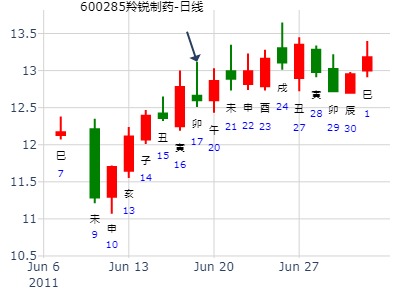 600285羚锐制药-日线
13.5
13
12.5
12
11.5
11
10.5
巳
7
未
9
申
10
亥
13
子
14
丑
15
寅
16
卯
17
午
20
未
21
申
22
酉
23
戌
24
丑
27
寅
28
卯
29
辰
30
巳
1
Jun 6
2011
Jun 13
Jun 20
Jun 27